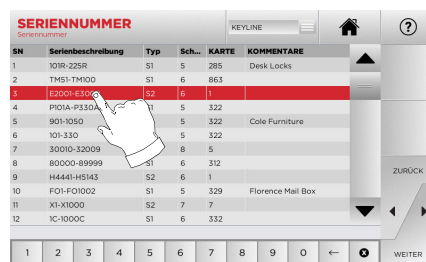 SERIENNUMMER
Seriennummer
KEYLINE
?
SN Serienbeschreibung Typ Sch... KARTE KOMMENTARE
1 101R-225R S1 5 285 Desk Locks
2 TM51-TM100 S1 6 863
3 E2001-E300 S2 6 1
4 P101A-P330A S1 5 322
5 901-1050 5 322 Cole Furniture
6 101-330 5 322
7 30010-32009 8 5
8 80000-89999 S1 6 312
9 H4441-H5143 S2 6 1
10 FO1-FO1002 S1 5 329 Florence Mail Box
11 X1-X1000 S2 7 7
12 1C-1000C S1 6 332
ZURÜCK
1 2 3 4 5 6 7 8 9 0 ← X
WEITER